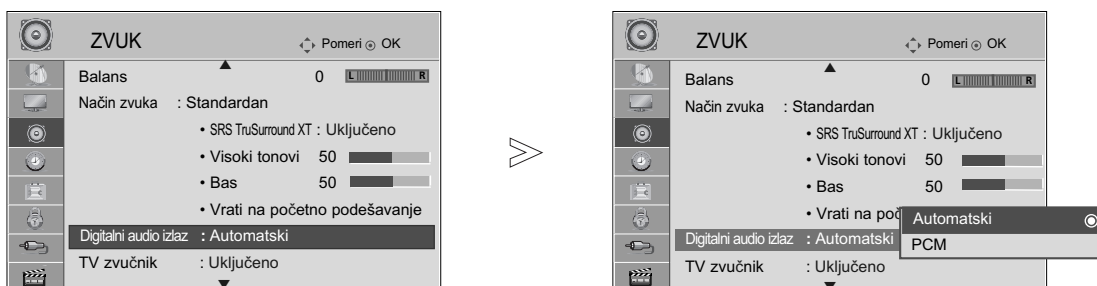 ZVUK
Pomeri OK
Balans 0 L R
Način zvuka : Standardan
• SRS TruSurround XT : Uključeno
• Visoki tonovi 50
• Bas 50
• Vrati na početno podešavanje
Digitalni audio izlaz : Automatski
TV zvučnik : Uključeno
ZVUK
Pomeri OK
Balans 0 L R
Način zvuka : Standardan
• SRS TruSurround XT : Uključeno
• Visoki tonovi 50
• Bas 50
• Vrati na poč
Digitalni audio izlaz : Automatski
TV zvučnik : Uključeno
Automatski
PCM